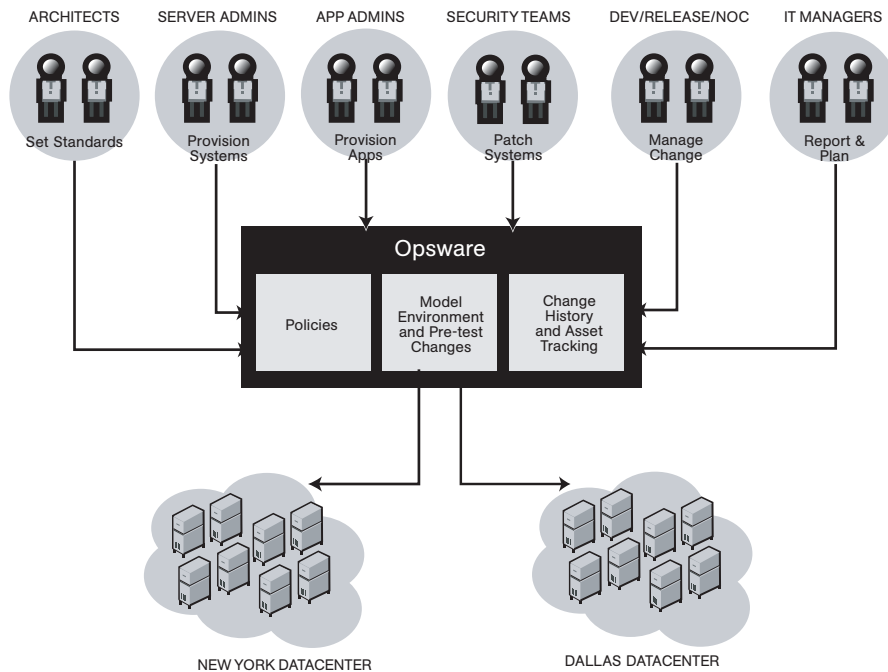 ARCHITECTS
SERVER ADMINS
APP ADMINS
SECURITY TEAMS
DEV/RELEASE/NOC
IT MANAGERS
Set Standards
Provision
Systems
Provision
Apps
Patch
Systems
Manage
Change
Report &
Plan
Opsware
Policies
Model
Environment
and Pre-test
Changes
Change
History
and Asset
Tracking
NEW YORK DATACENTER
DALLAS DATACENTER